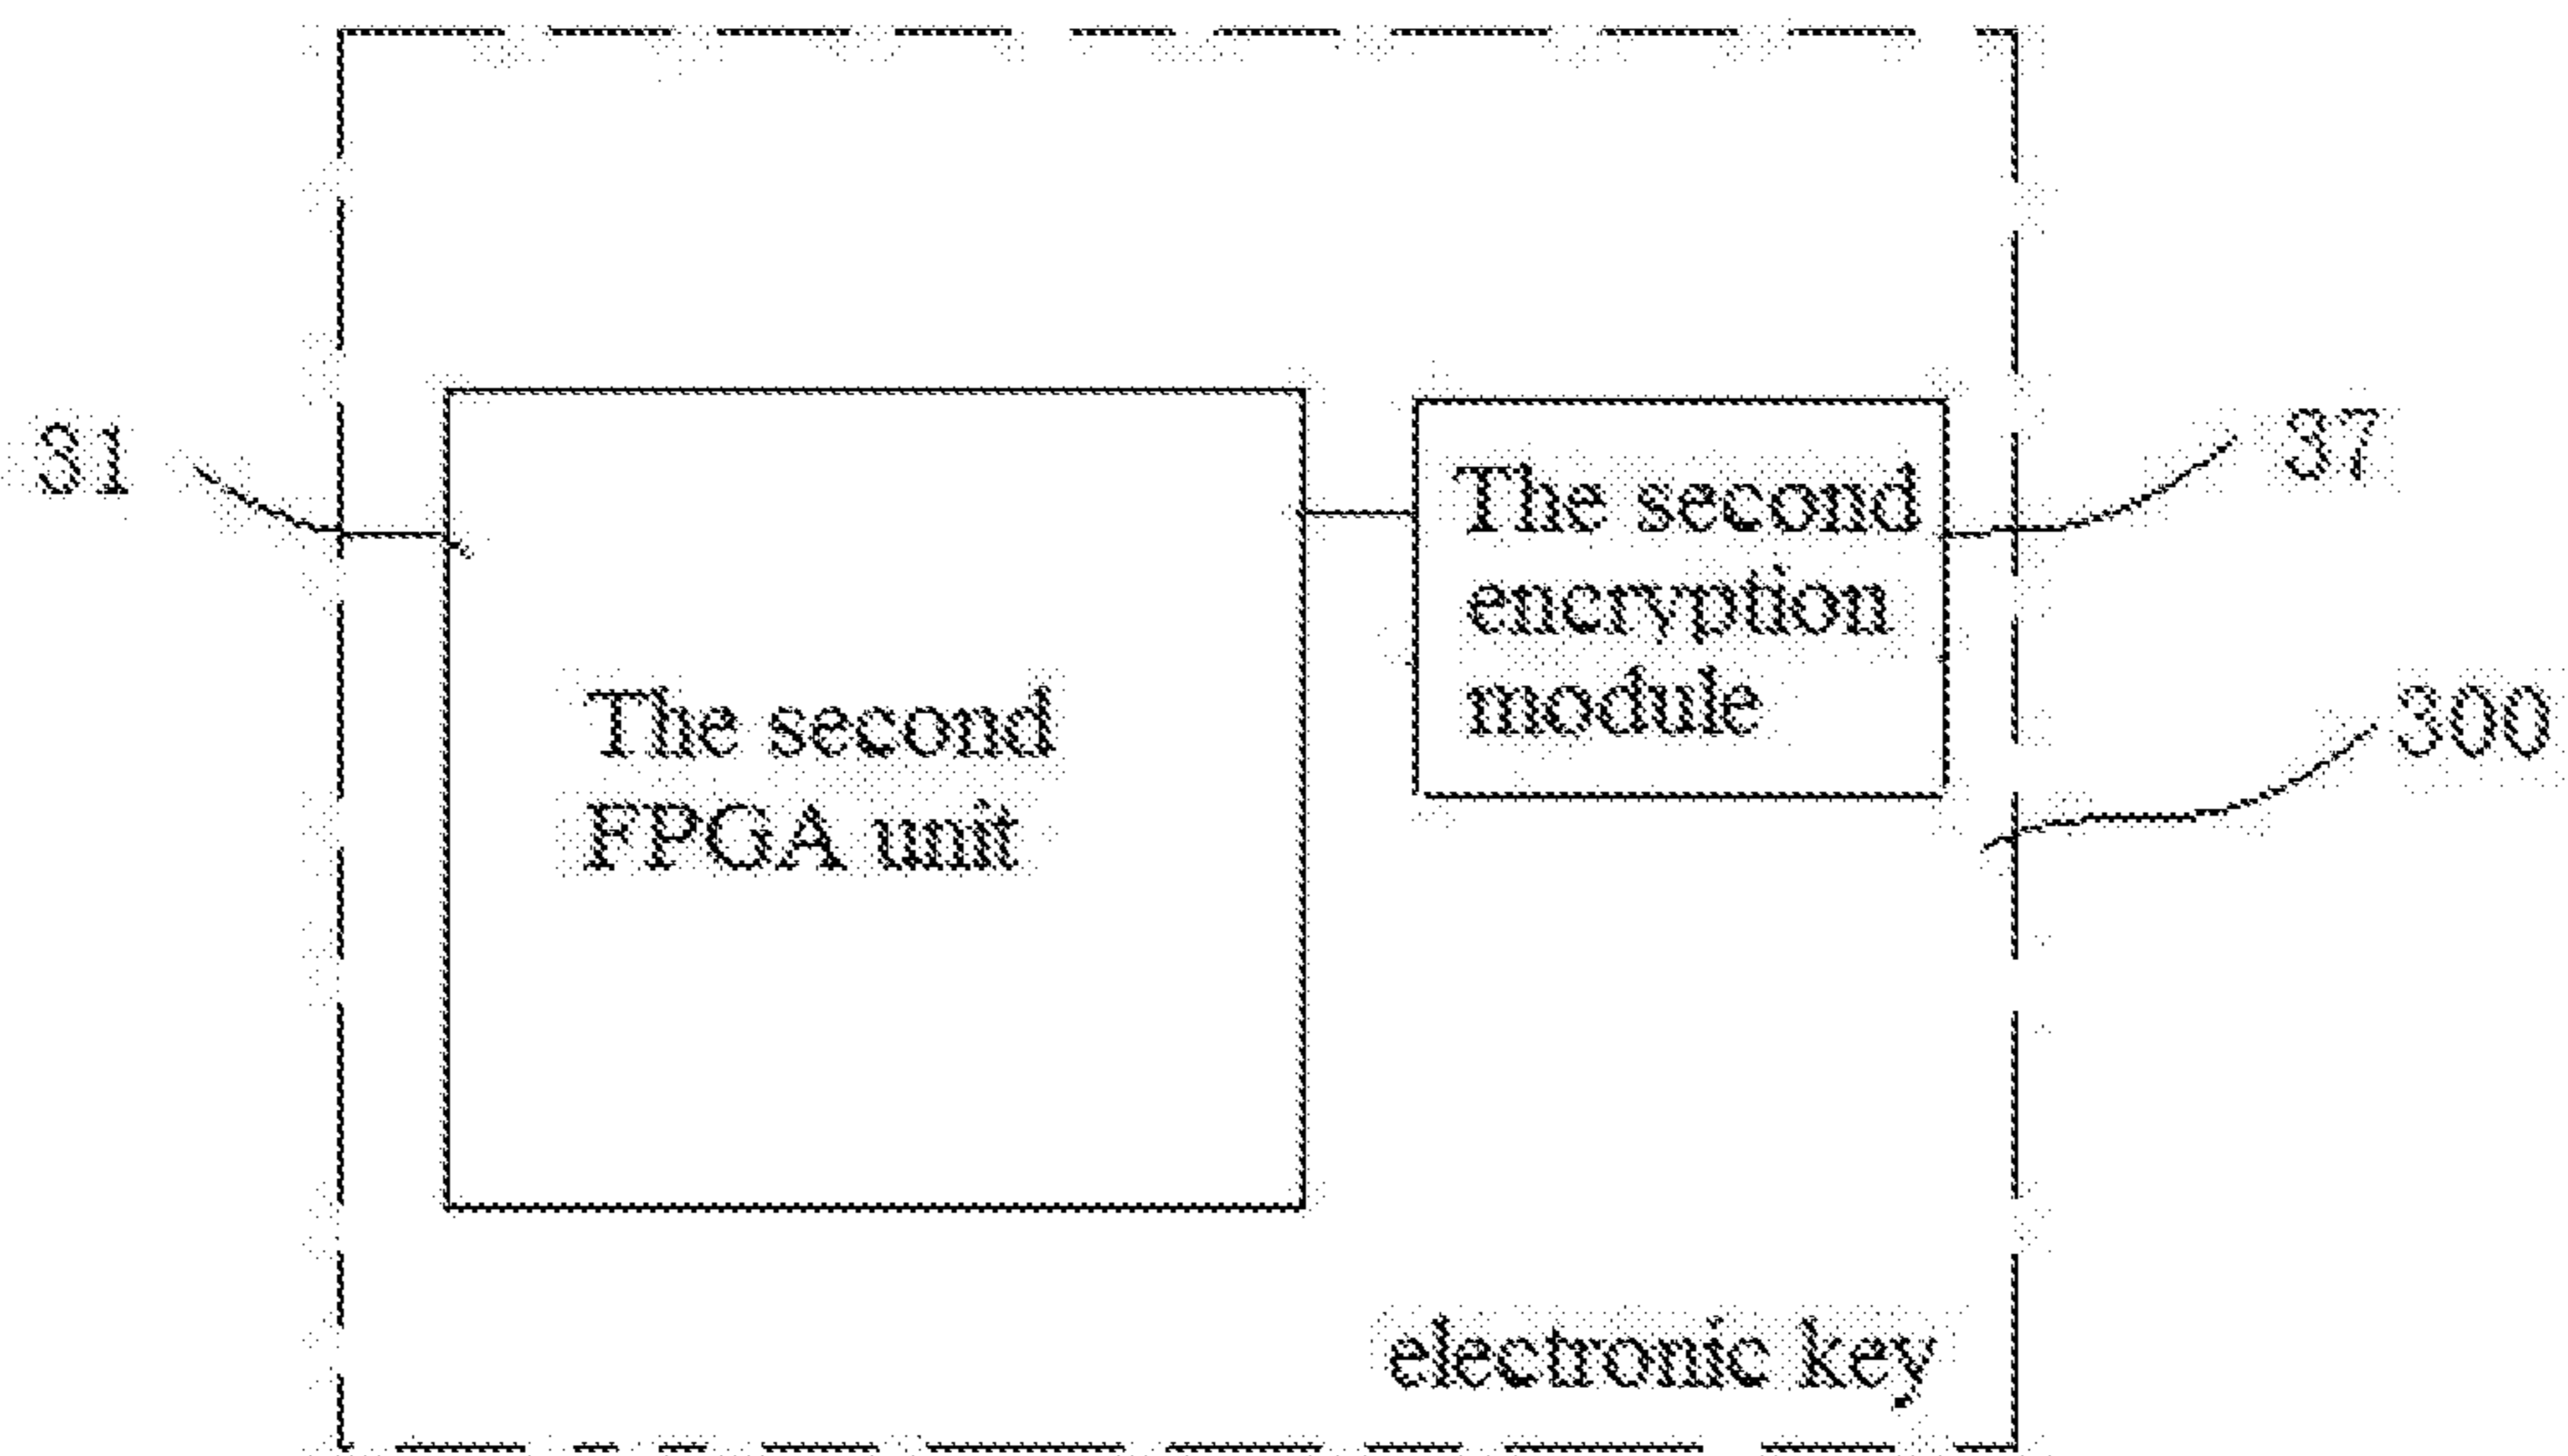 31
The second
FPGA unit
The second
encryption
module
37
300
electronic key